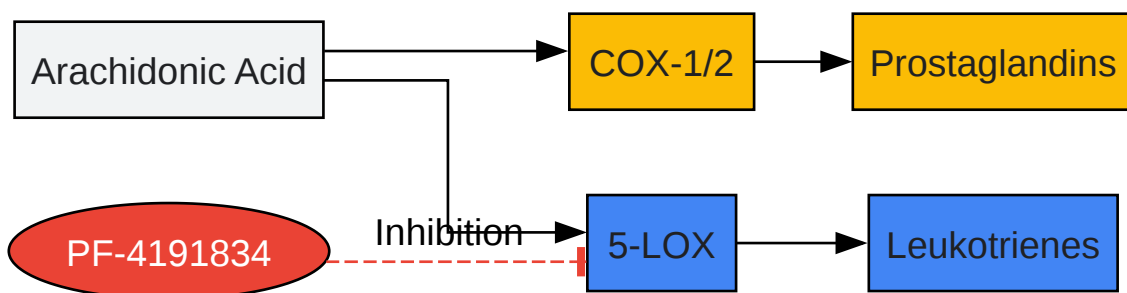 Arachidonic Acid
COX-1/2
Prostaglandins
PF-4191834
Inhibition
5-LOX
Leukotrienes